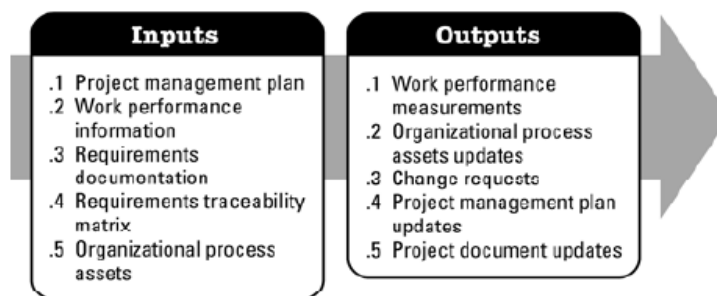 Inputs
.1 Project management plan
.2 Work performance
information
.3 Requirements
documontation
.4 Requirements traceability
matrix
.5 Organizational process
assets
Outputs
.1 Work performance
measurements
.2 Organizational process
assets updates
.3 Change requests
.4 Project management plan
updates
.5 Project document updates